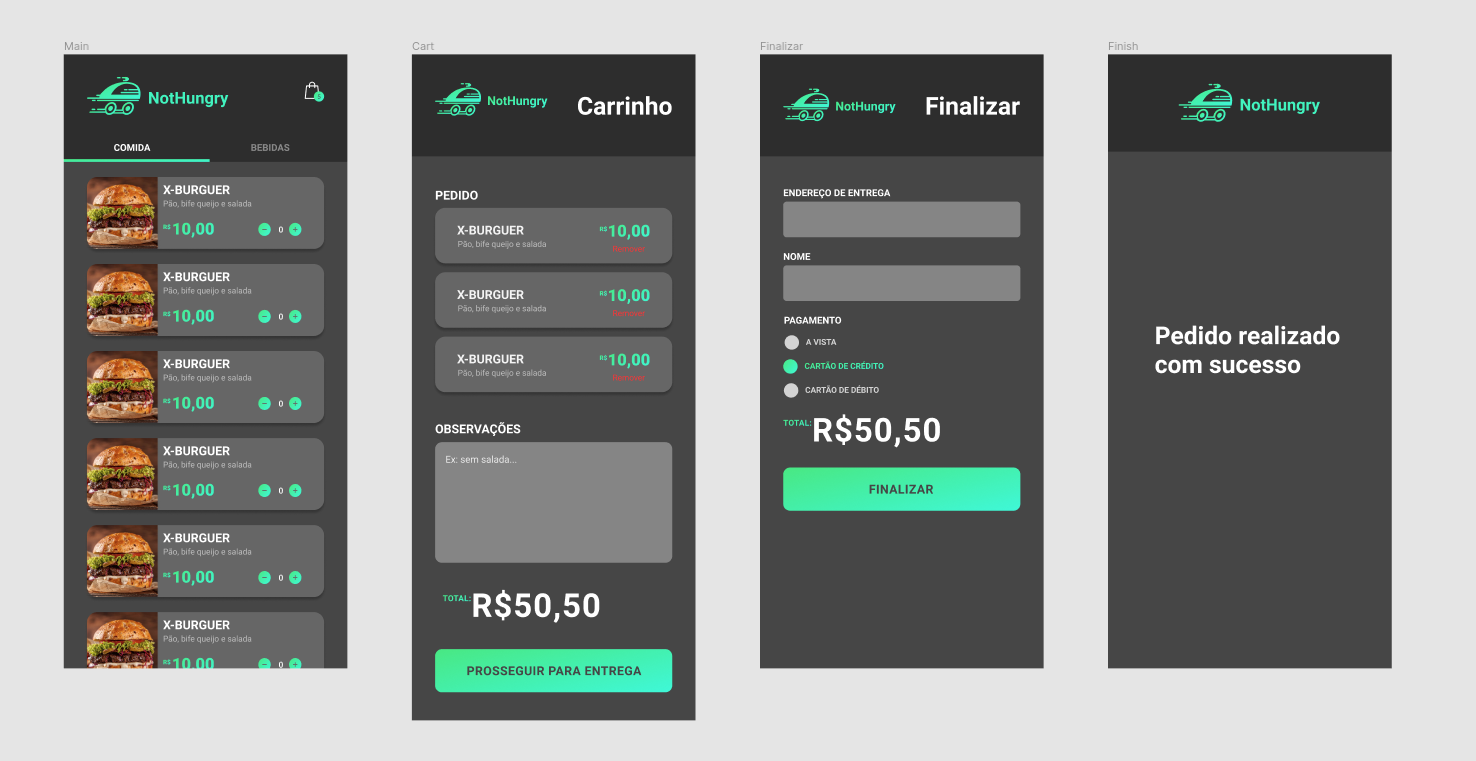 Main
NotHungry
COMIDA
BEBIDAS
X-BURGUER
Pão, bife queijo e salada
R$10,00
− 0 +
X-BURGUER
Pão, bife queijo e salada
R$10,00
− 0 +
X-BURGUER
Pão, bife queijo e salada
R$10,00
− 0 +
X-BURGUER
Pão, bife queijo e salada
R$10,00
− 0 +
X-BURGUER
Pão, bife queijo e salada
R$10,00
− 0 +
X-BURGUER
Pão, bife queijo e salada
R$10,00
− 0 +
Cart
NotHungry
Carrinho
PEDIDO
X-BURGUER
Pão, bife queijo e salada
R$10,00
X-BURGUER
Pão, bife queijo e salada
R$10,00
X-BURGUER
Pão, bife queijo e salada
R$10,00
OBSERVAÇÕES
Ex: sem salada...
TOTAL: R$50,50
PROSSEGUIR PARA ENTREGA
Finalizar
NotHungry
Finalizar
ENDEREÇO DE ENTREGA
NOME
PAGAMENTO
A VISTA
CARTÃO DE CRÉDITO
CARTÃO DE DÉBITO
TOTAL: R$50,50
FINALIZAR
Finish
NotHungry
Pedido realizado
com sucesso